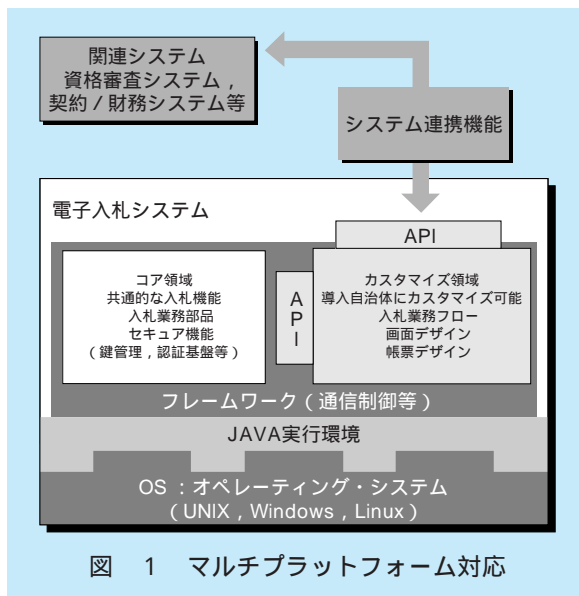 関連システム
資格審査システム，
契約/財務システム等
システム連携機能
電子入札システム
API
コア領域
共通的な入札機能
入札業務部品
セキュア機能
（鍵管理，認証基盤等）
A
P
I
カスタマイズ領域
導入自治体にカスタマイズ可能
入札業務フロー
画面デザイン
帳票デザイン
フレームワーク（通信制御等）
JAVA実行環境
OS：オペレーティング・システム
（UNIX，Windows，Linux）
図　1　マルチプラットフォーム対応